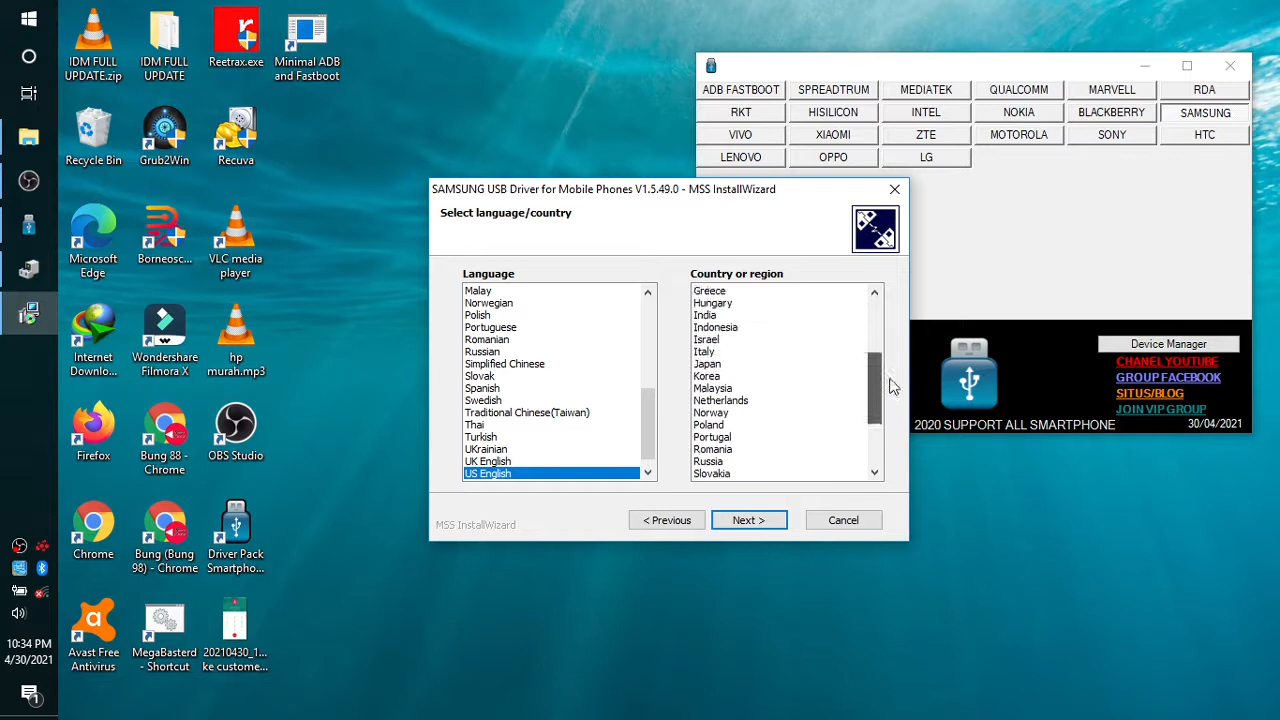 IDM FULL
UPDATE.zip
IDM FULL
UPDATE
Reetrax.exe
Minimal ADB
and Fastboot
Recycle Bin
Grub2Win
Recuva
Microsoft
Edge
Borneosc...
VLC media
player
Internet
Downlo...
Wondershare
Filmora X
hp
murah.mp3
Firefox
Bung 88 -
Chrome
OBS Studio
Chrome
Bung (Bung
98) - Chrome
Driver Pack
Smartpho...
Avast Free
Antivirus
MegaBasterd
- Shortcut
20210430_1...
ke custome...
10:34 PM
4/30/2021
1
ADB FASTBOOT
SPREADTRUM
MEDIATEK
QUALCOMM
MARVELL
RDA
RKT
HISILICON
INTEL
NOKIA
BLACKBERRY
SAMSUNG
VIVO
XIAOMI
ZTE
MOTOROLA
SONY
HTC
LENOVO
OPPO
LG
SAMSUNG USB Driver for Mobile Phones V1.5.49.0 - MSS InstallWizard
Select language/country
Language
Malay
Norwegian
Polish
Portuguese
Romanian
Russian
Simplified Chinese
Slovak
Spanish
Swedish
Traditional Chinese(Taiwan)
Thai
Turkish
UKrainian
UK English
US English
Country or region
Greece
Hungary
India
Indonesia
Israel
Italy
Japan
Korea
Malaysia
Netherlands
Norway
Poland
Portugal
Romania
Russia
Slovakia
MSS InstallWizard
< Previous
Next >
Cancel
Device Manager
CHANEL YOUTUBE
GROUP FACEBOOK
SITUS/BLOG
JOIN VIP GROUP
2020 SUPPORT ALL SMARTPHONE
30/04/2021